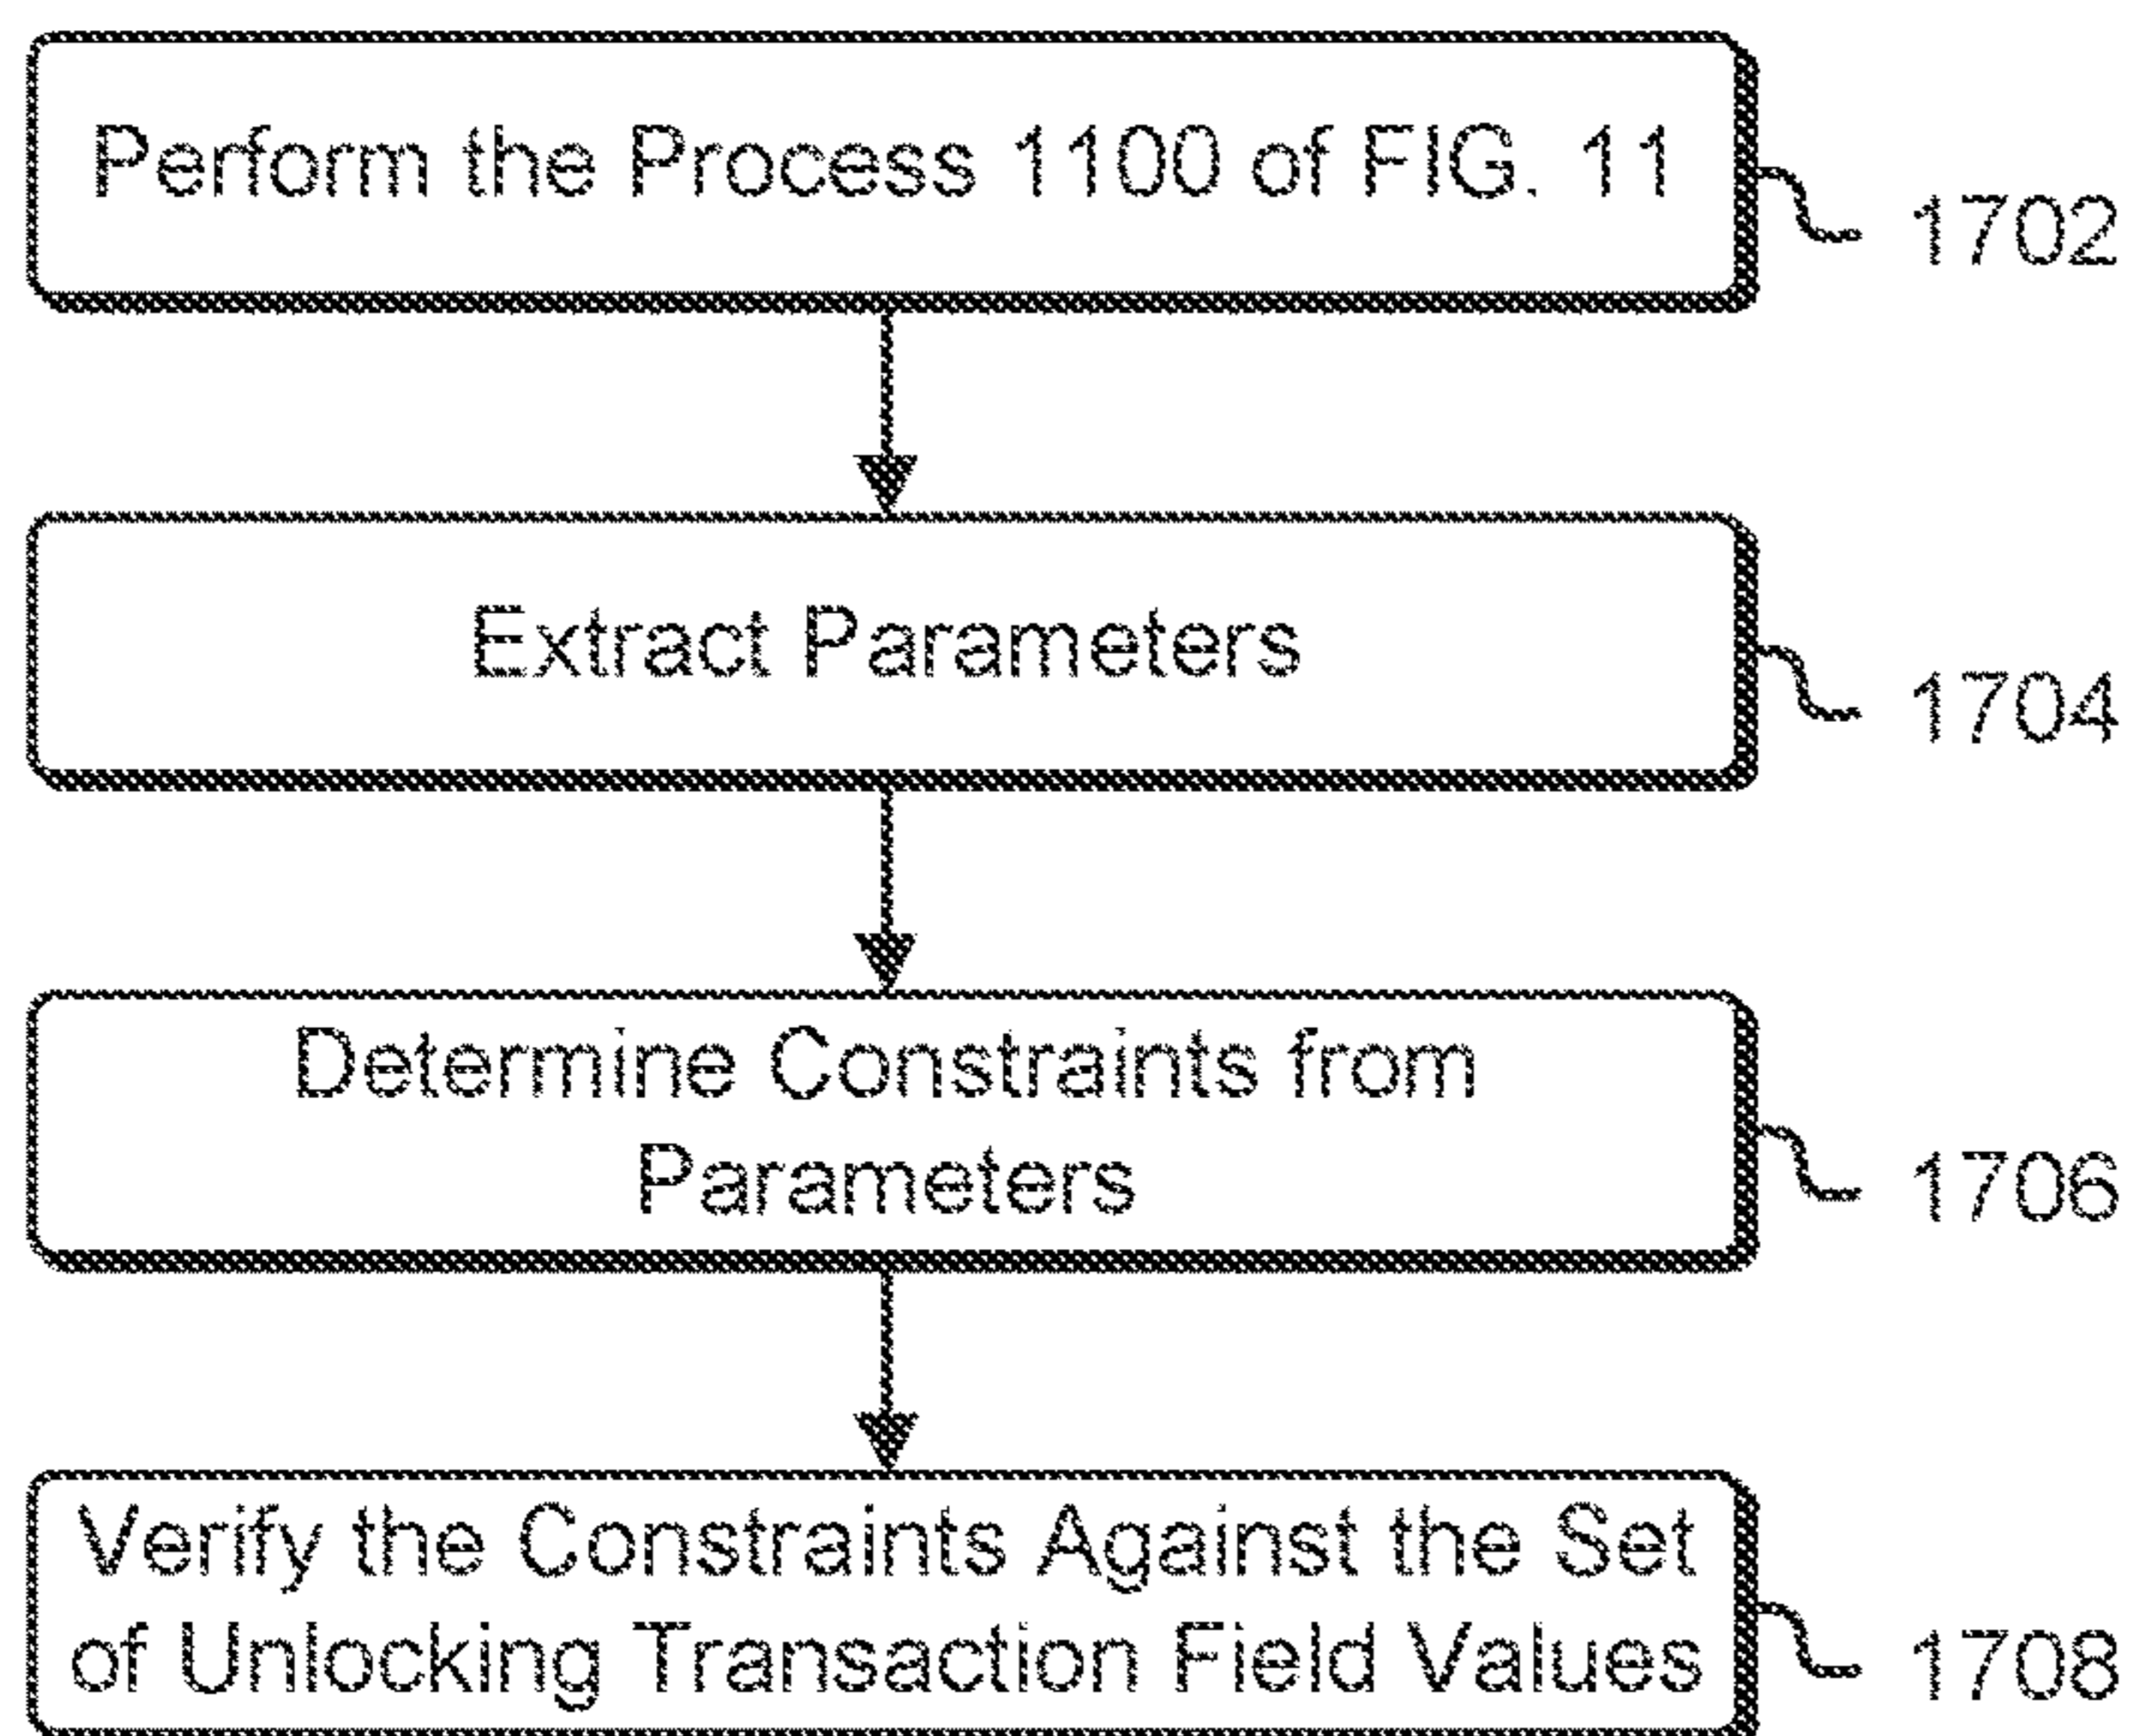 Perform the Process 1100 of FIG. 11
1702
Extract Parameters
1704
Determine Constraints from
Parameters
1706
Verify the Constraints Against the Set
of Unlocking Transaction Field Values
1708